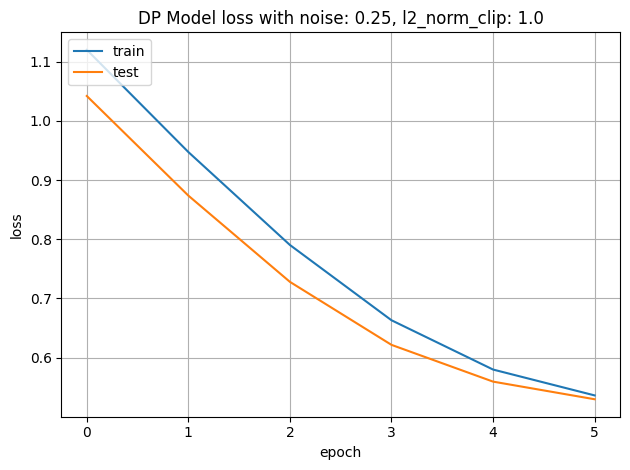 DP Model loss with noise: 0.25, l2_norm_clip: 1.0
train
test
1.1
1.0
0.9
0.8
0.7
0.6
loss
0 1 2 3 4 5
epoch